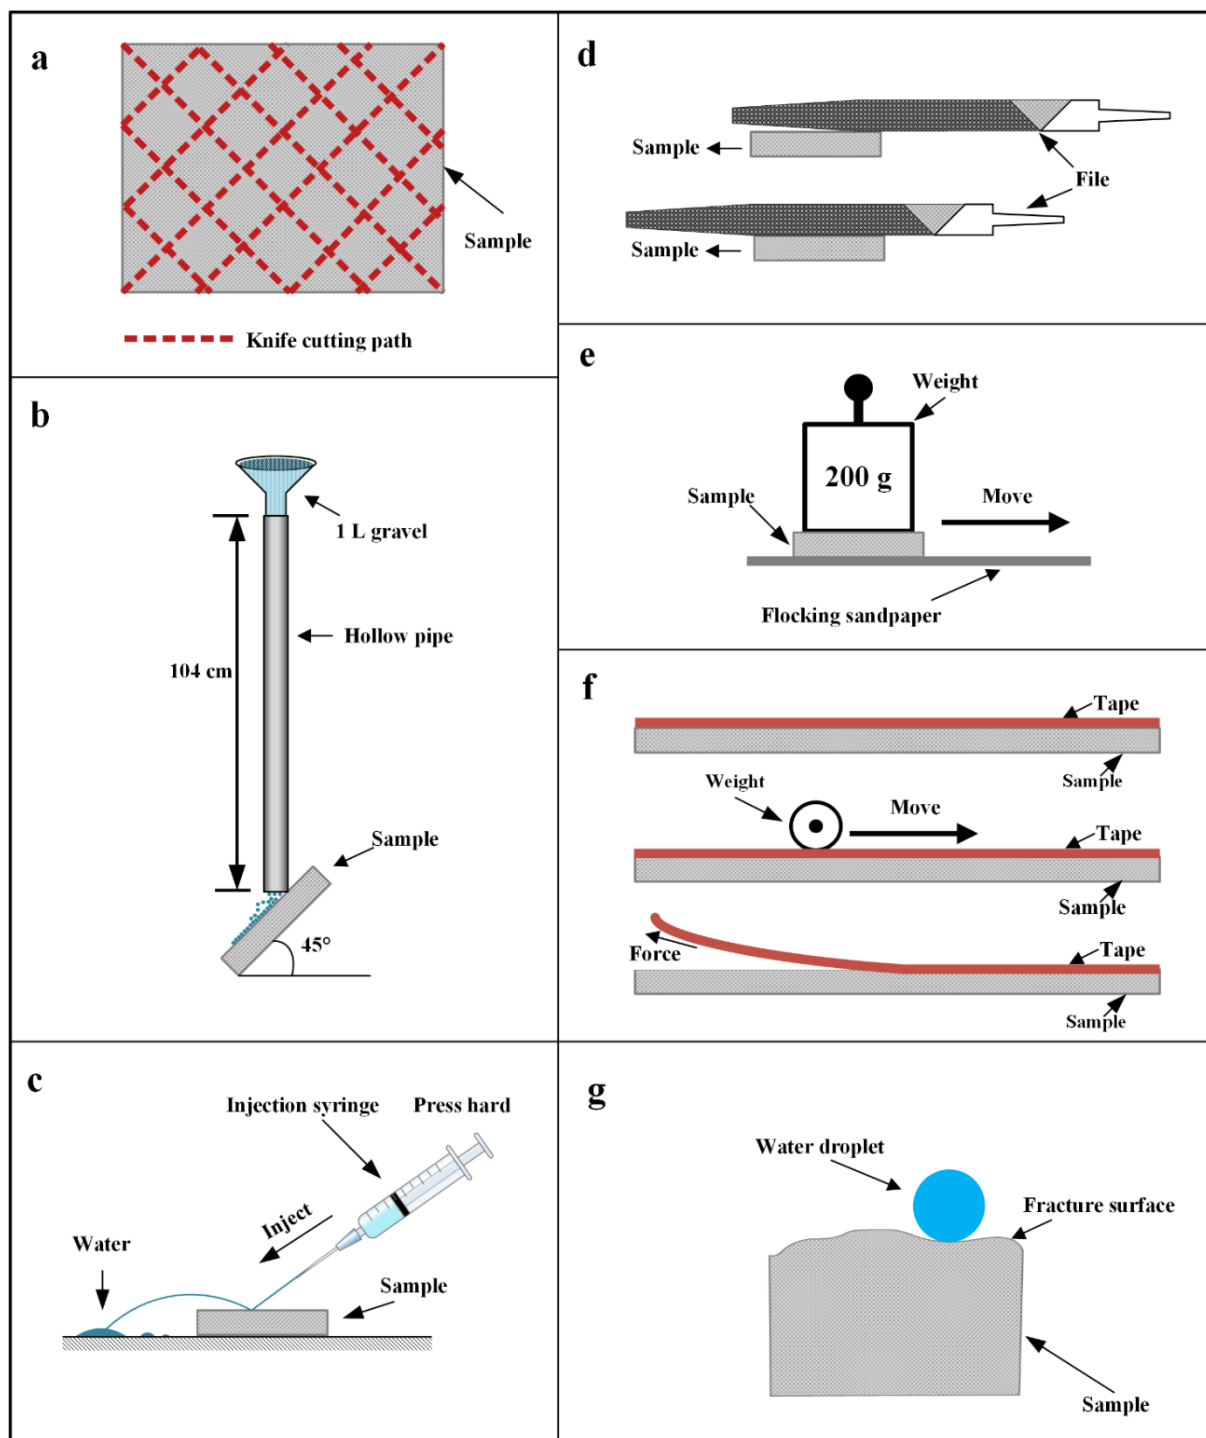 a
Sample
Knife cutting path
b
1 L gravel
Hollow pipe
104 cm
Sample
45°
c
Injection syringe
Press hard
Inject
Water
Sample
d
Sample
File
Sample
e
Weight
200 g
Sample
Move
Flocking sandpaper
f
Tape
Sample
Weight
Move
Tape
Sample
Force
Tape
Sample
g
Water droplet
Fracture surface
Sample